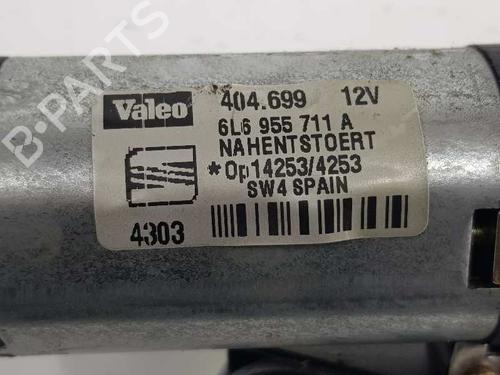 Valeo
404.699 12V
6L6 955 711 A
NAHENTSTOERT
*Op14253/4253
SW4 SPAIN
4303
B-PARTS